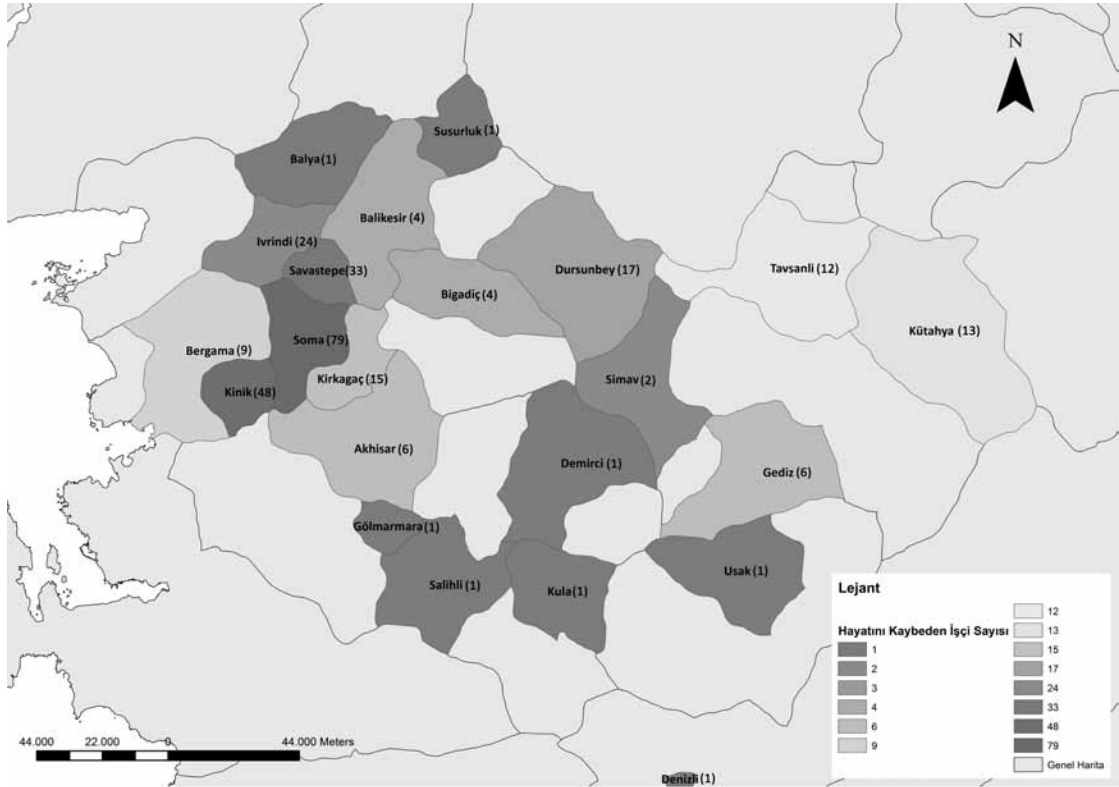 N
Susurluk (1)
Balya (1)
Balikesir (4)
Ivrindi (24)
Savastepe(33)
Dursunbey (17)
Tavsanli (12)
Bigadiç (4)
Kütahya (13)
Soma (79)
Bergama (9)
Kirkagaç (15)
Simav (2)
Kinik (48)
Akhisar (6)
Demirci (1)
Gediz (6)
Gölmarmara (1)
Salihli (1)
Kula (1)
Usak (1)
Denizli (1)
44.000 22.000 0 44.000 Meters
Lejant
Hayatını Kaybeden İşçi Sayısı
1
2
3
4
6
9
12
13
15
17
24
33
48
79
Genel Harita